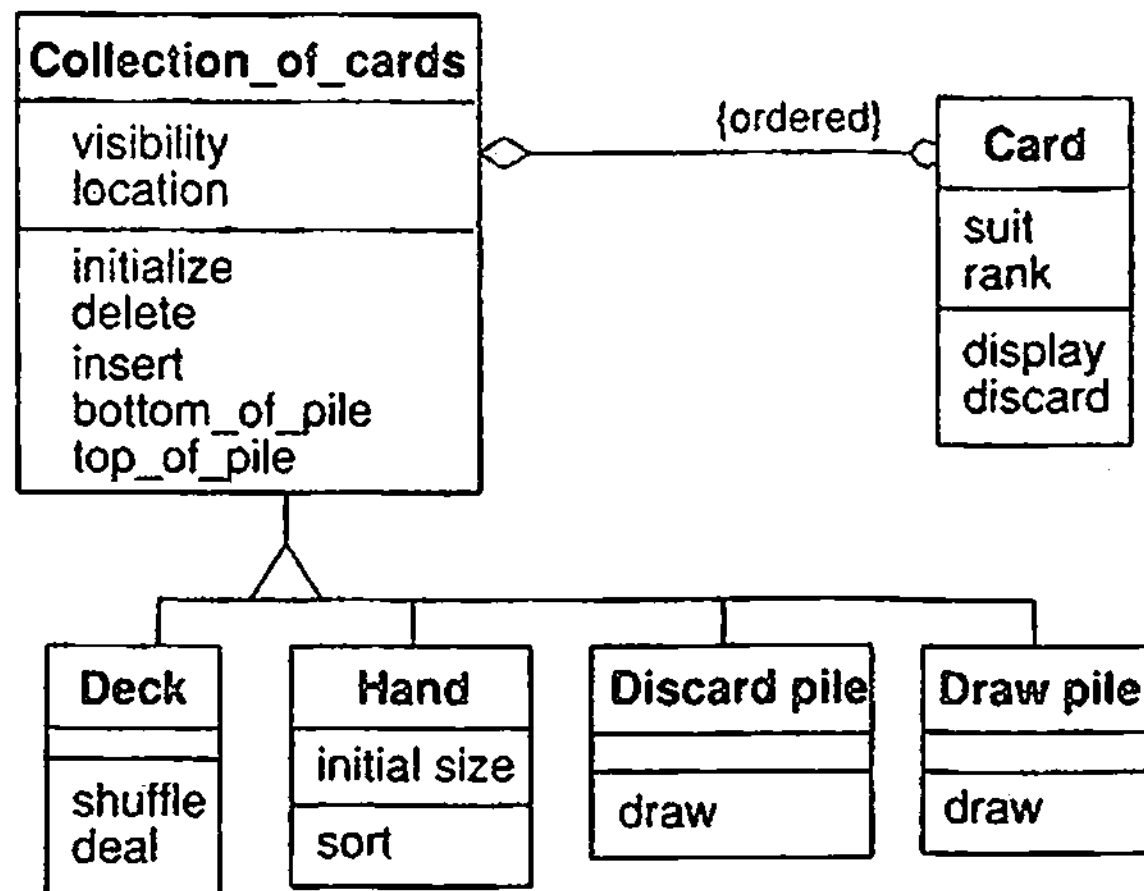 Collection_of_cards
visibility
location
initialize
delete
insert
bottom_of_pile
top_of_pile
{ordered}
Card
suit
rank
display
discard
Deck
shuffle
deal
Hand
initial size
sort
Discard pile
draw
Draw pile
draw